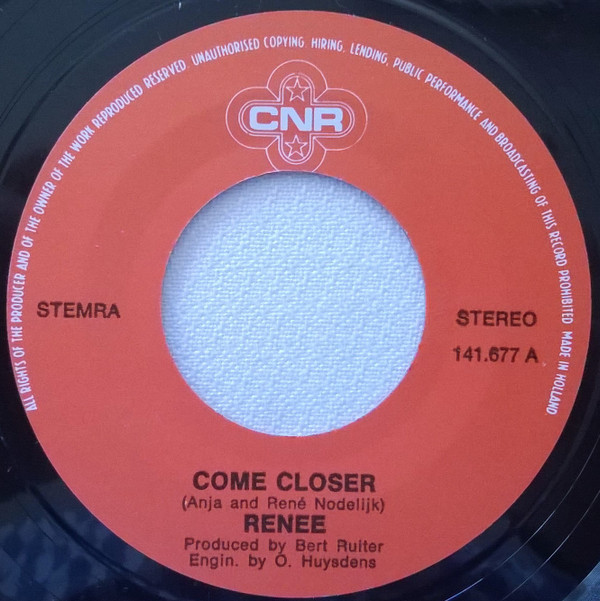 ALL RIGHTS OF THE PRODUCER AND OF THE OWNER OF THE WORK REPRODUCED RESERVED. UNAUTHORISED COPYING, HIRING, LENDING, PUBLIC PERFORMANCE AND BROADCASTING OF THIS RECORD PROHIBITED. MADE IN HOLLAND
CNR
STEMRA
STEREO
141.677 A
COME CLOSER
(Anja and René Nodelijk)
RENEE
Produced by Bert Ruiter
Engin. by O. Huysdens